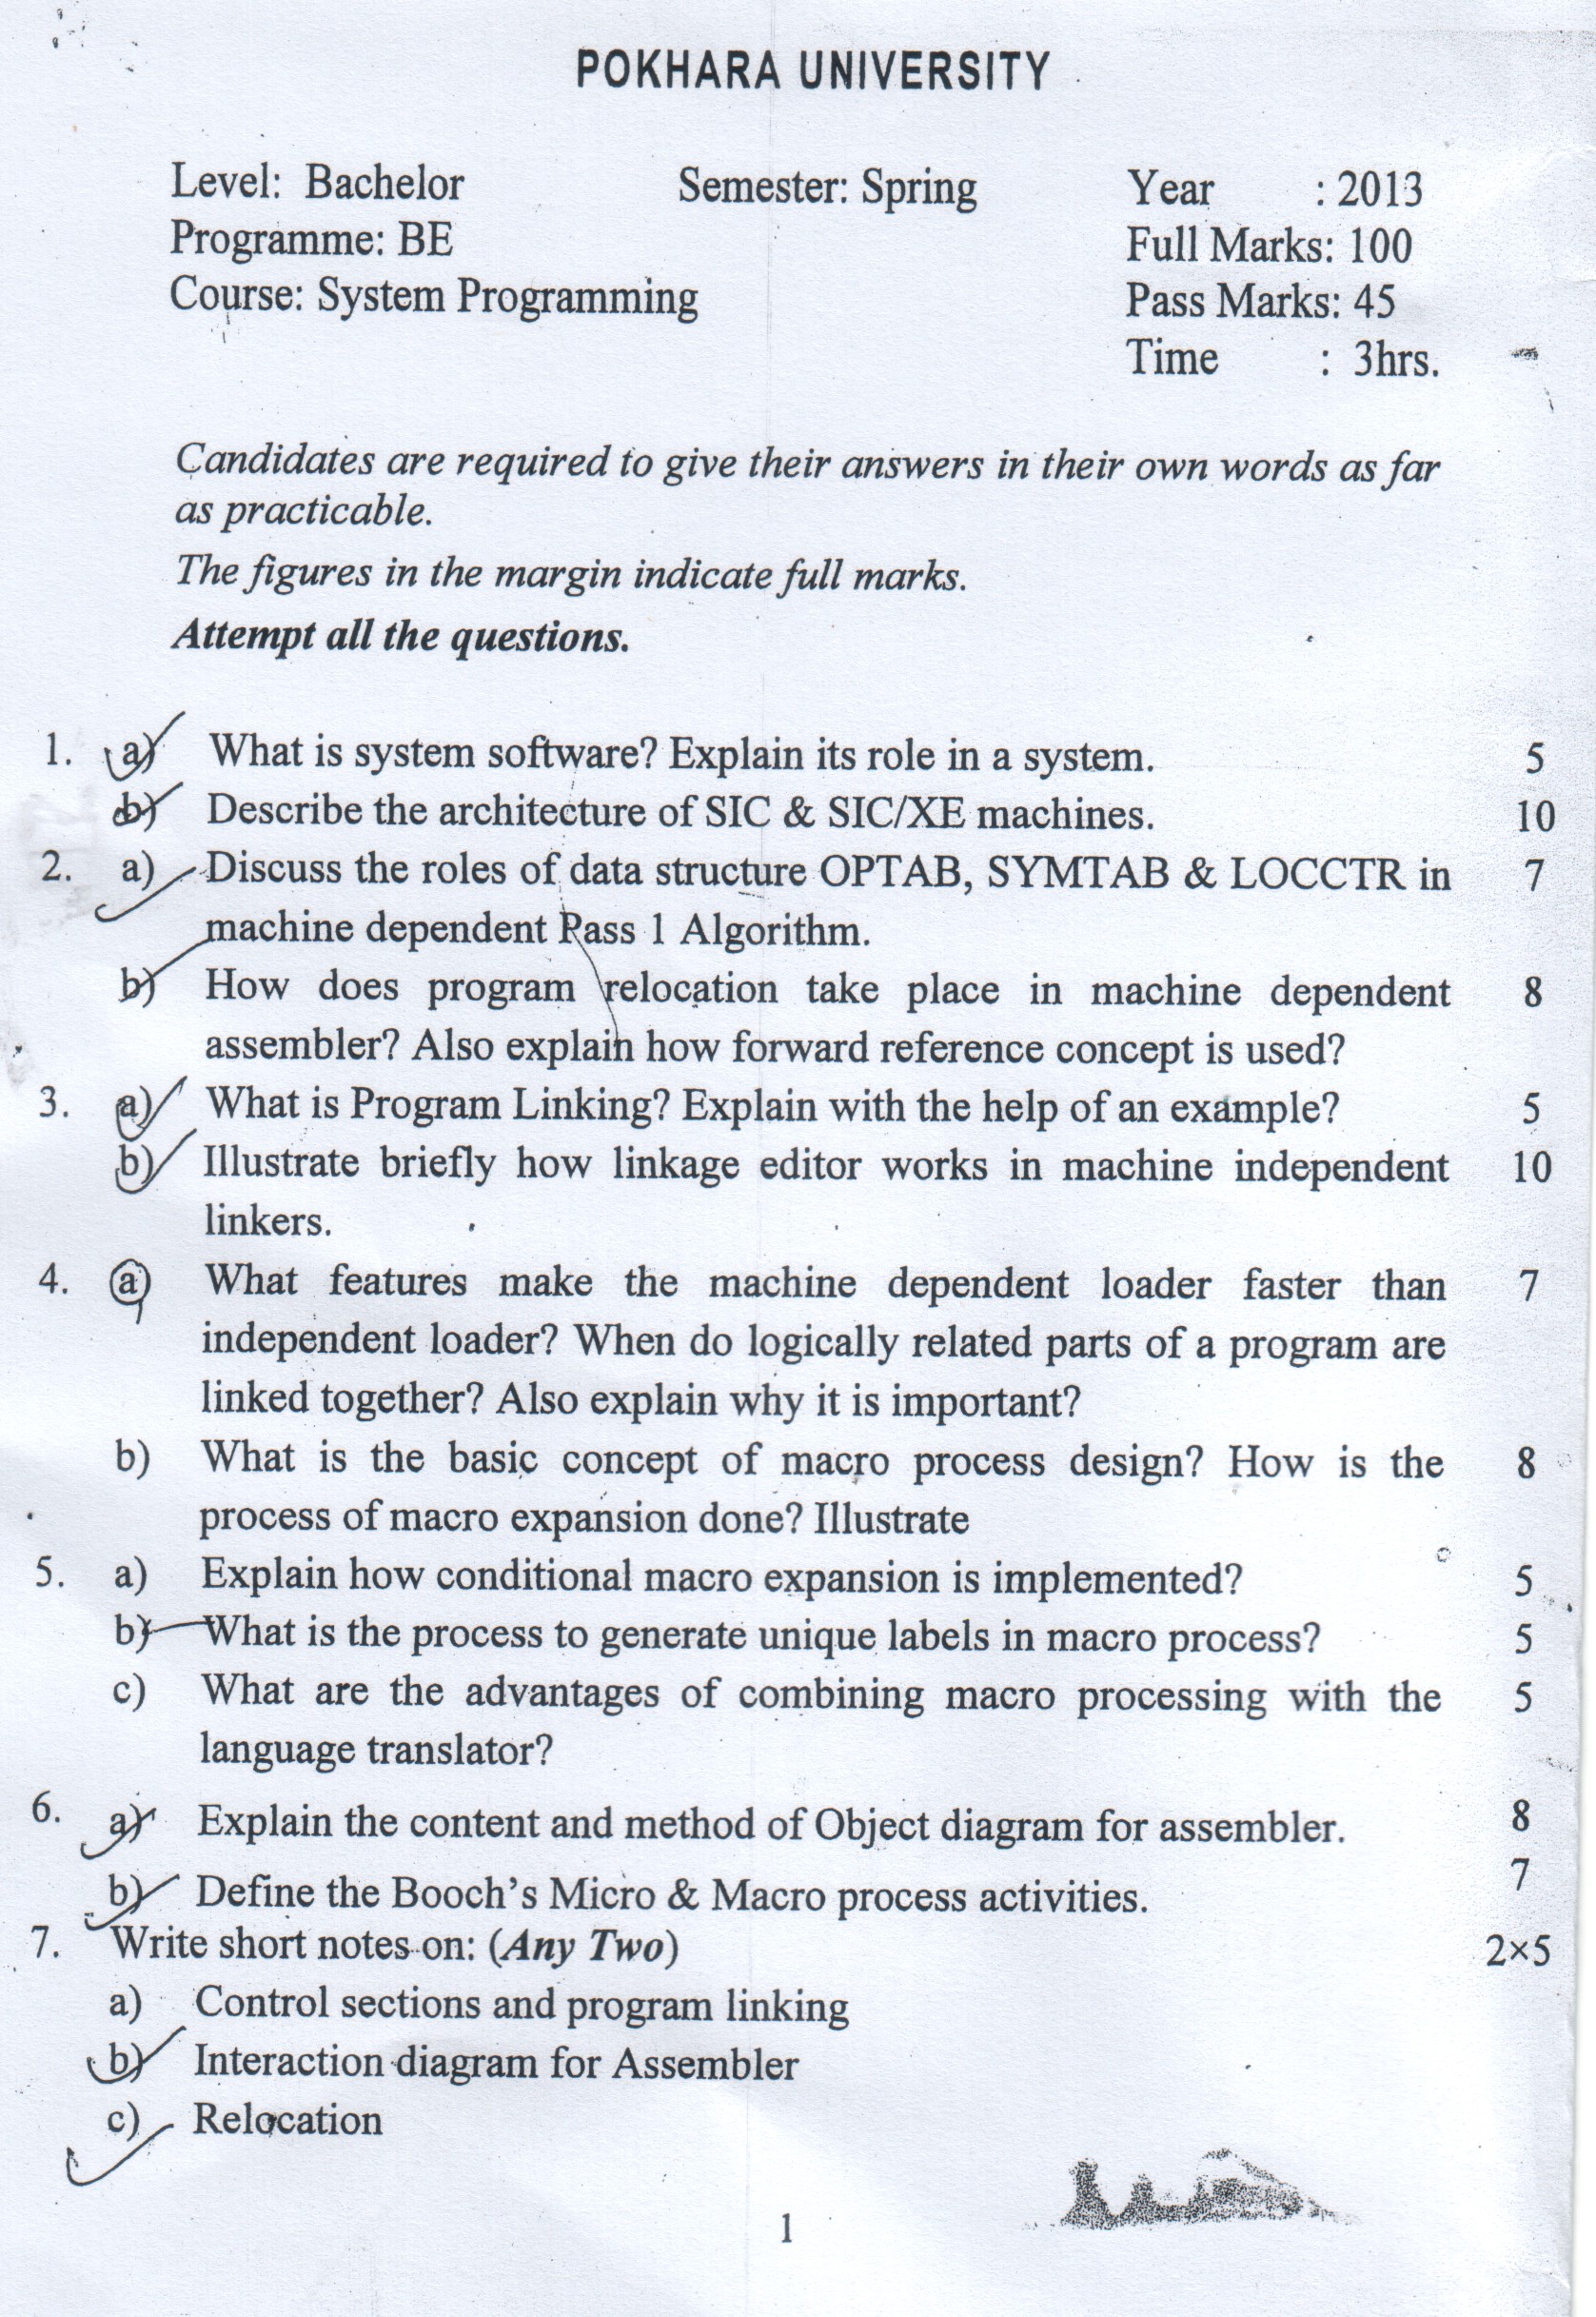 POKHARA UNIVERSITY
Level: Bachelor Semester: Spring Year : 2013
Programme: BE Full Marks: 100
Course: System Programming Pass Marks: 45
Time : 3hrs.
Candidates are required to give their answers in their own words as far
as practicable.
The figures in the margin indicate full marks.
Attempt all the questions.
1. a) What is system software? Explain its role in a system. 5
b) Describe the architecture of SIC & SIC/XE machines. 10
2. a) Discuss the roles of data structure OPTAB, SYMTAB & LOCCTR in 7
machine dependent Pass 1 Algorithm.
b) How does program relocation take place in machine dependent 8
assembler? Also explain how forward reference concept is used?
3. a) What is Program Linking? Explain with the help of an example? 5
b) Illustrate briefly how linkage editor works in machine independent 10
linkers.
4. a) What features make the machine dependent loader faster than 7
independent loader? When do logically related parts of a program are
linked together? Also explain why it is important?
b) What is the basic concept of macro process design? How is the 8
process of macro expansion done? Illustrate
5. a) Explain how conditional macro expansion is implemented? 5
b) What is the process to generate unique labels in macro process? 5
c) What are the advantages of combining macro processing with the 5
language translator?
6. a) Explain the content and method of Object diagram for assembler. 8
b) Define the Booch's Micro & Macro process activities. 7
7. Write short notes on: (Any Two) 2×5
a) Control sections and program linking
b) Interaction diagram for Assembler
c) Relocation
1